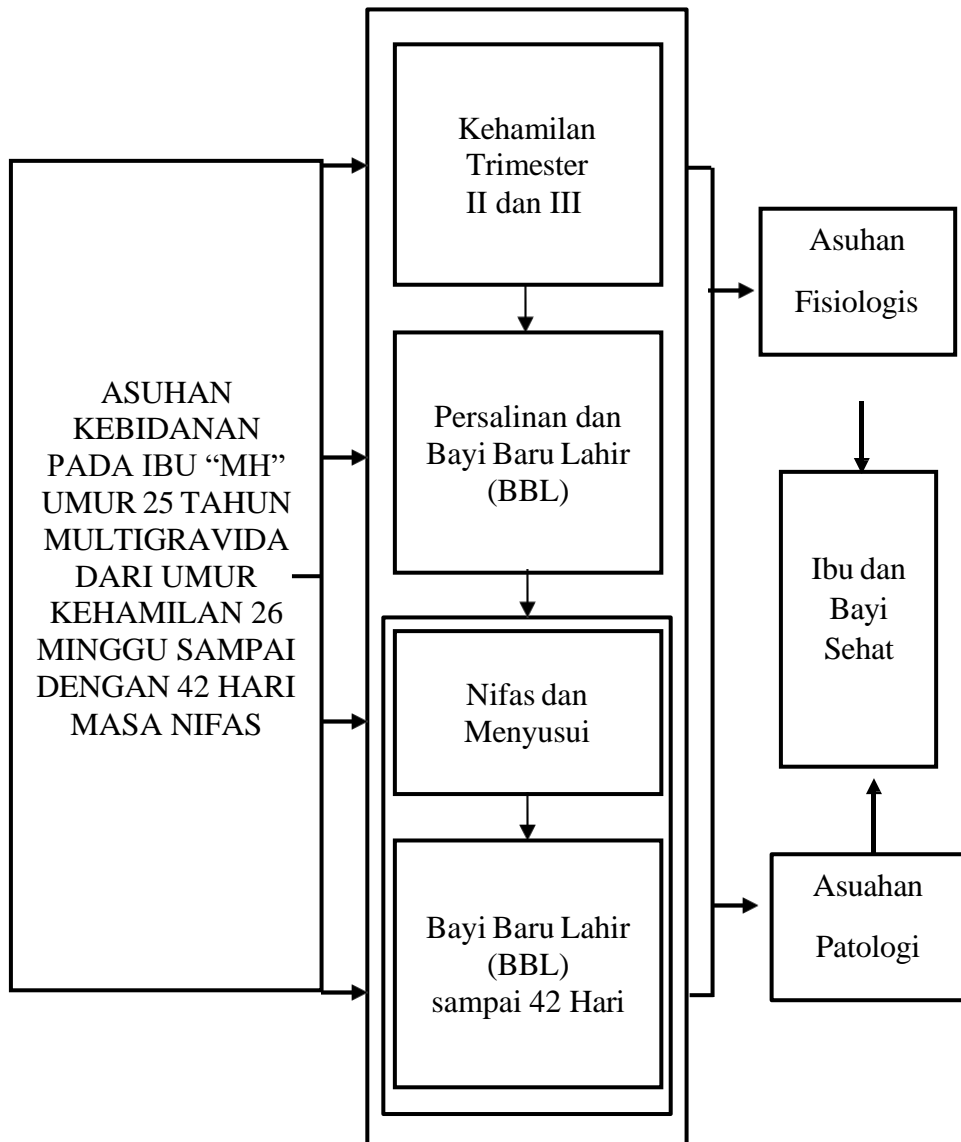 ASUHAN
KEBIDANAN
PADA IBU “MH”
UMUR 25 TAHUN
MULTIGRAVIDA
DARI UMUR
KEHAMILAN 26
MINGGU SAMPAI
DENGAN 42 HARI
MASA NIFAS
Kehamilan
Trimester
II dan III
Persalinan dan
Bayi Baru Lahir
(BBL)
Nifas dan
Menyusui
Bayi Baru Lahir
(BBL)
sampai 42 Hari
Asuhan
Fisiologis
Ibu dan
Bayi
Sehat
Asuahan
Patologi